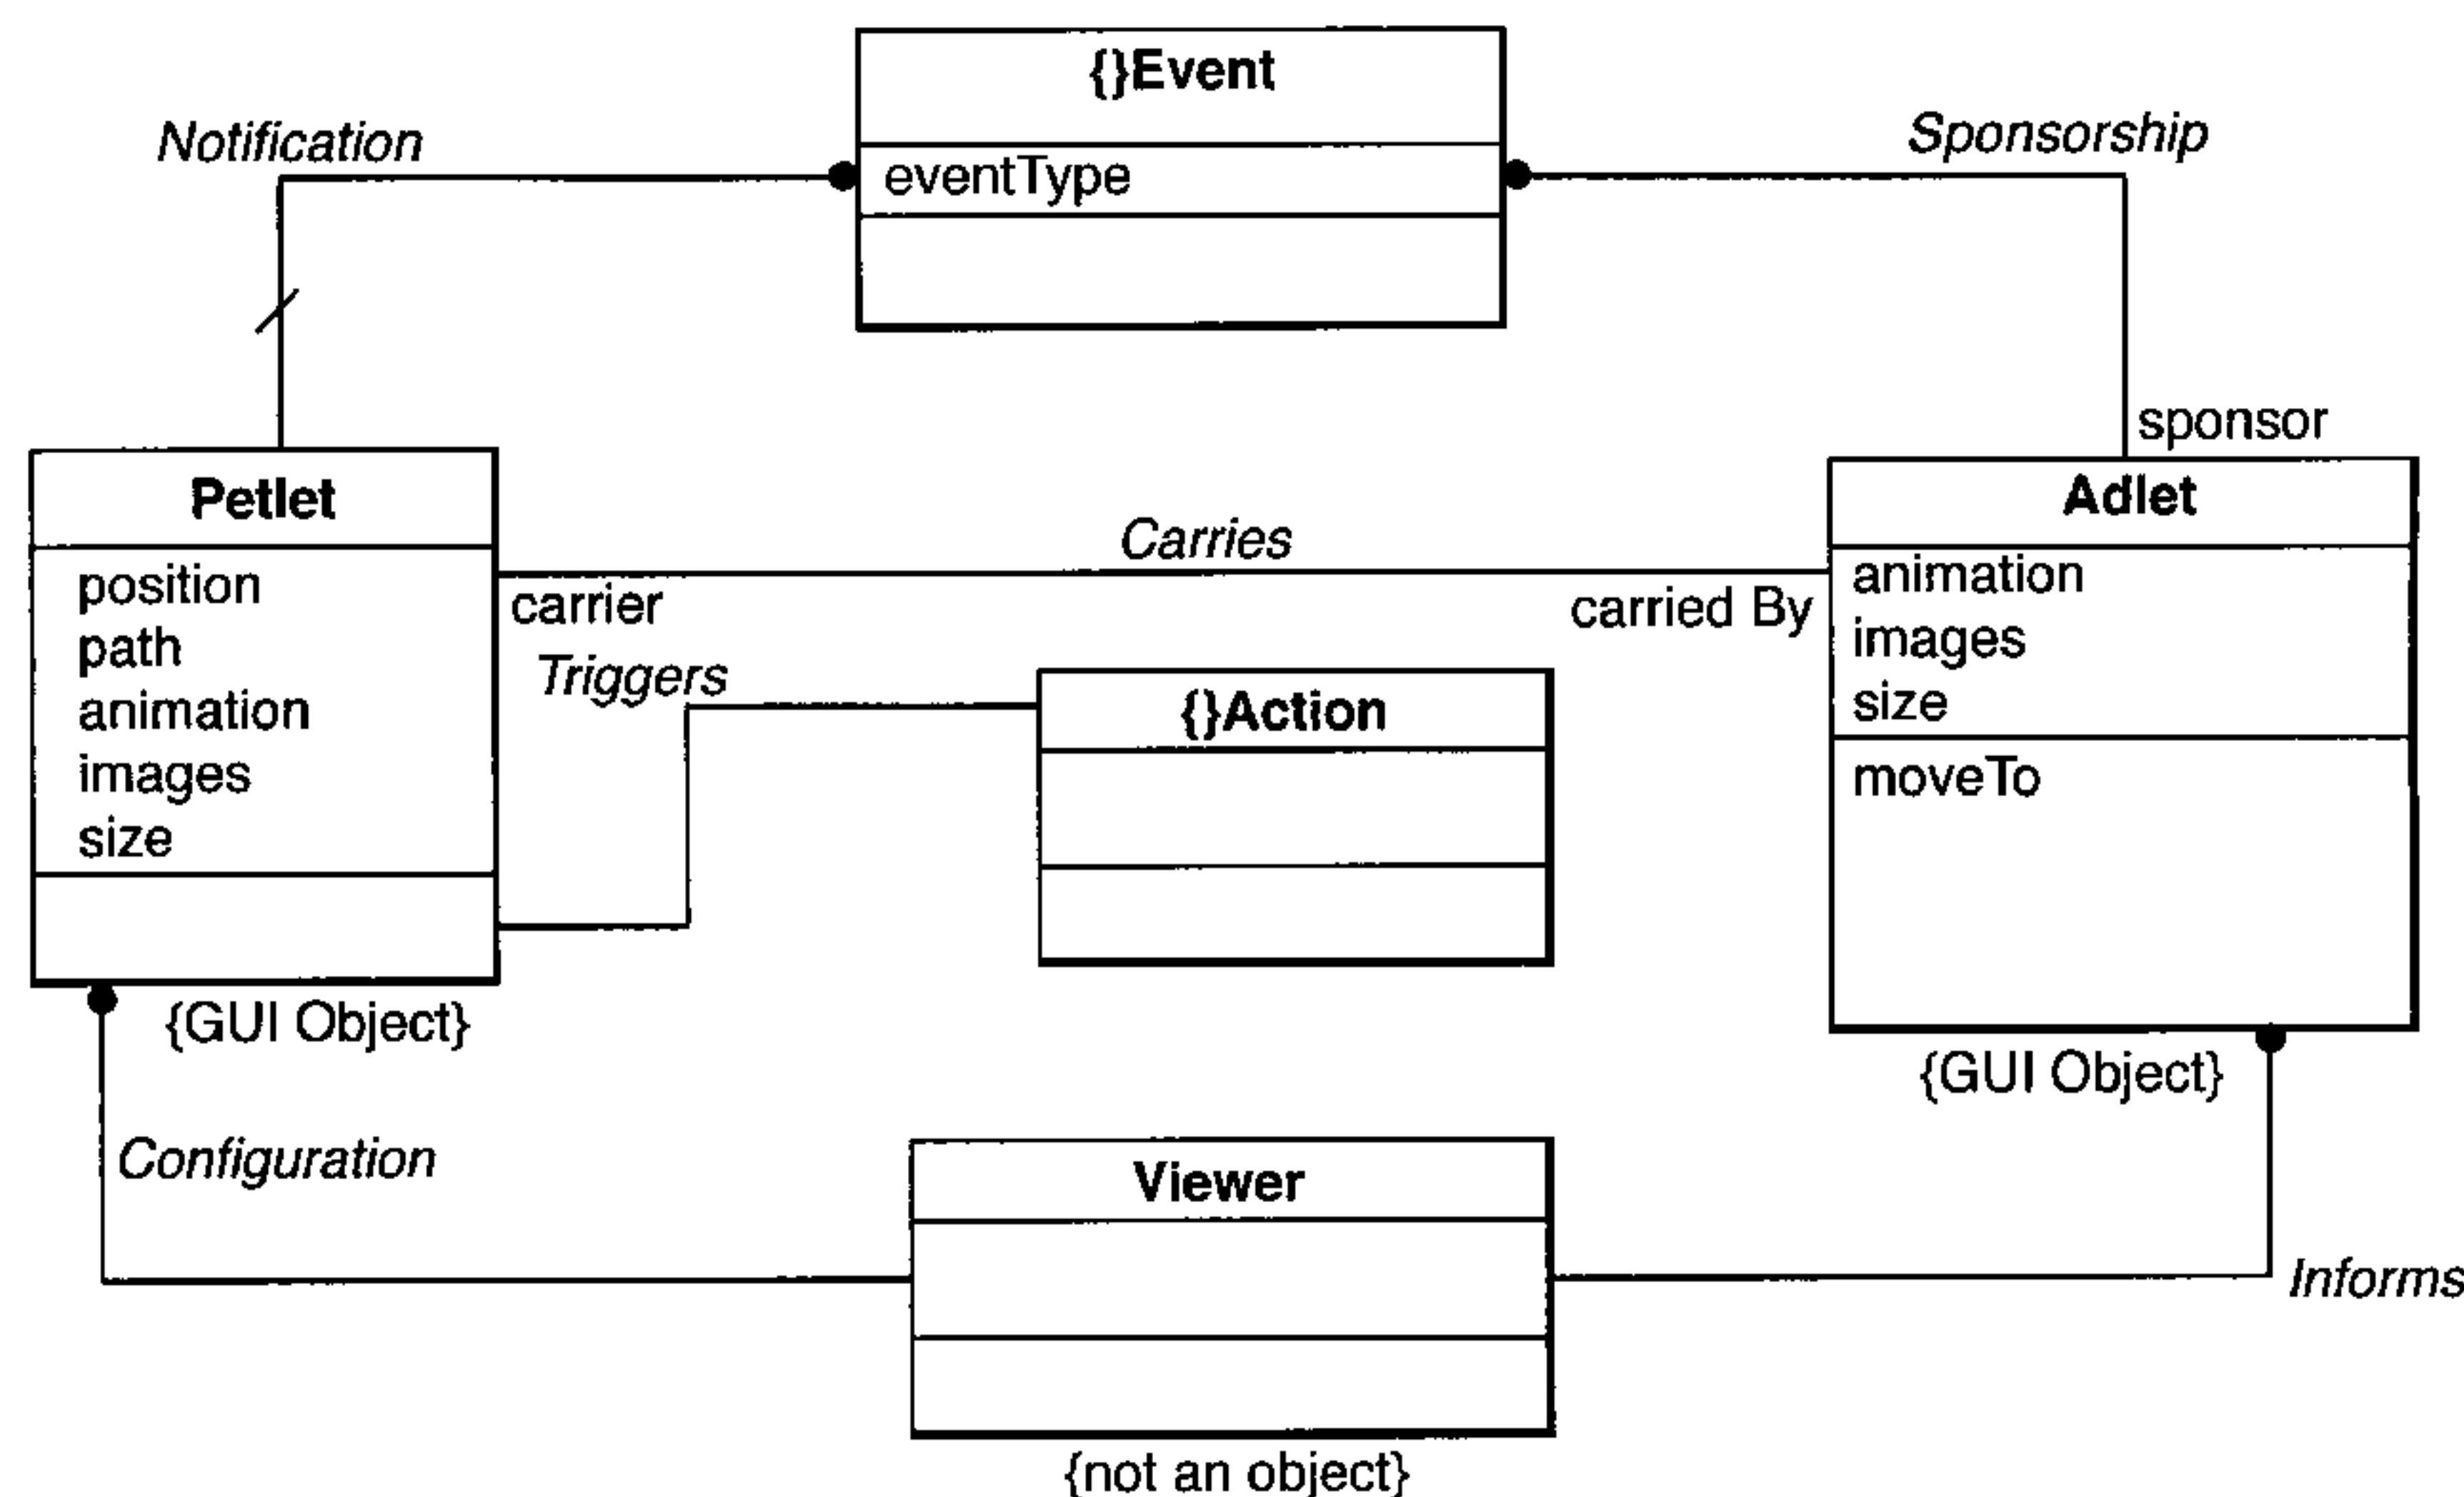 {}Event
Notification
Sponsorship
eventType
sponsor
Petlet
Adlet
Carries
position
path
animation
images
size
carrier
carried By
animation
images
size
Triggers
{}Action
moveTo
{GUI Object}
{GUI Object}
Configuration
Viewer
Informs
{not an object}